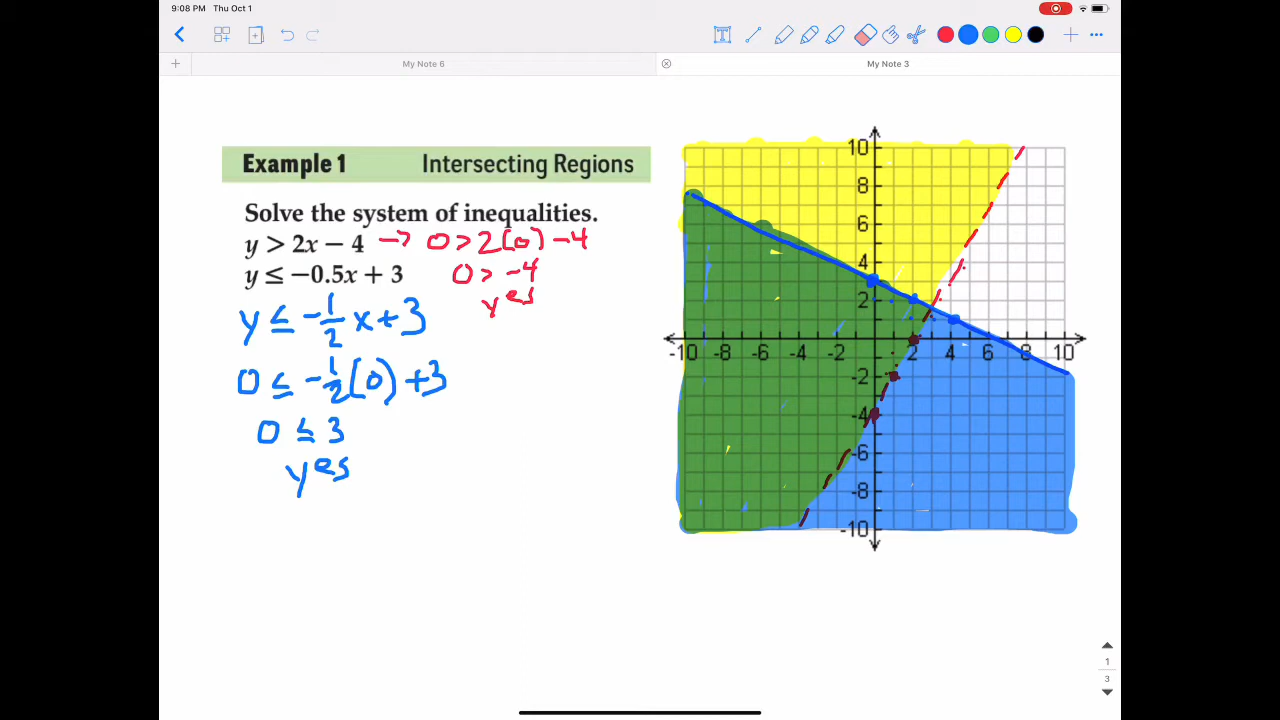 9:08 PM Thu Oct 1
My Note 6
My Note 3
Example 1 Intersecting Regions
Solve the system of inequalities.
y > 2x − 4 → 0 > 2(0) − 4
y ≤ −0.5x + 3 0 > −4
yes
y ≤ −1/2 x + 3
0 ≤ −1/2 (0) + 3
0 ≤ 3
yes
10
8
6
4
2
-10 -8 -6 -4 -2 2 4 6 8 10
-2
-4
-6
-8
-10
1
3